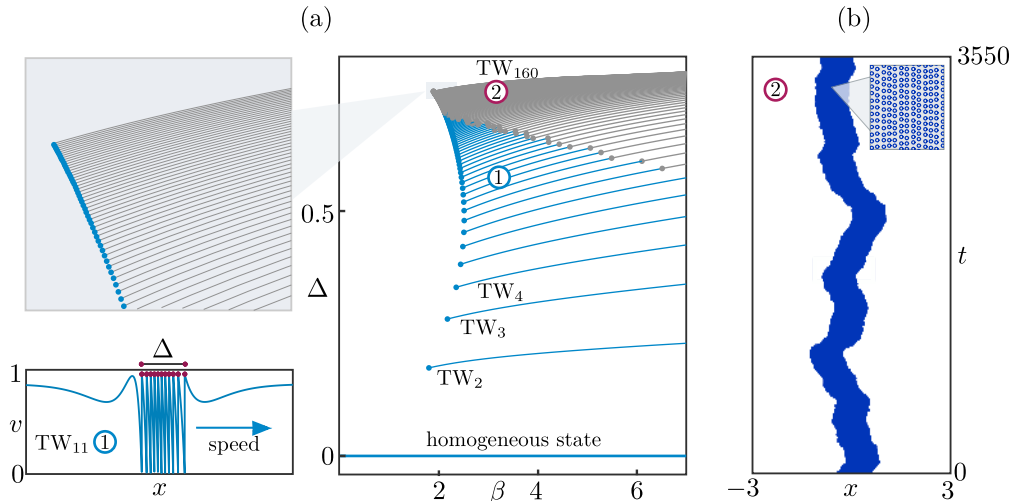 (a)
(b)
TW₁₆₀
2
1
0.5
Δ
TW₄
TW₃
TW₂
homogeneous state
0
2
β
4
6
Δ
1
v
TW₁₁ 1
speed
0
x
2
3550
t
0
−3
x
3